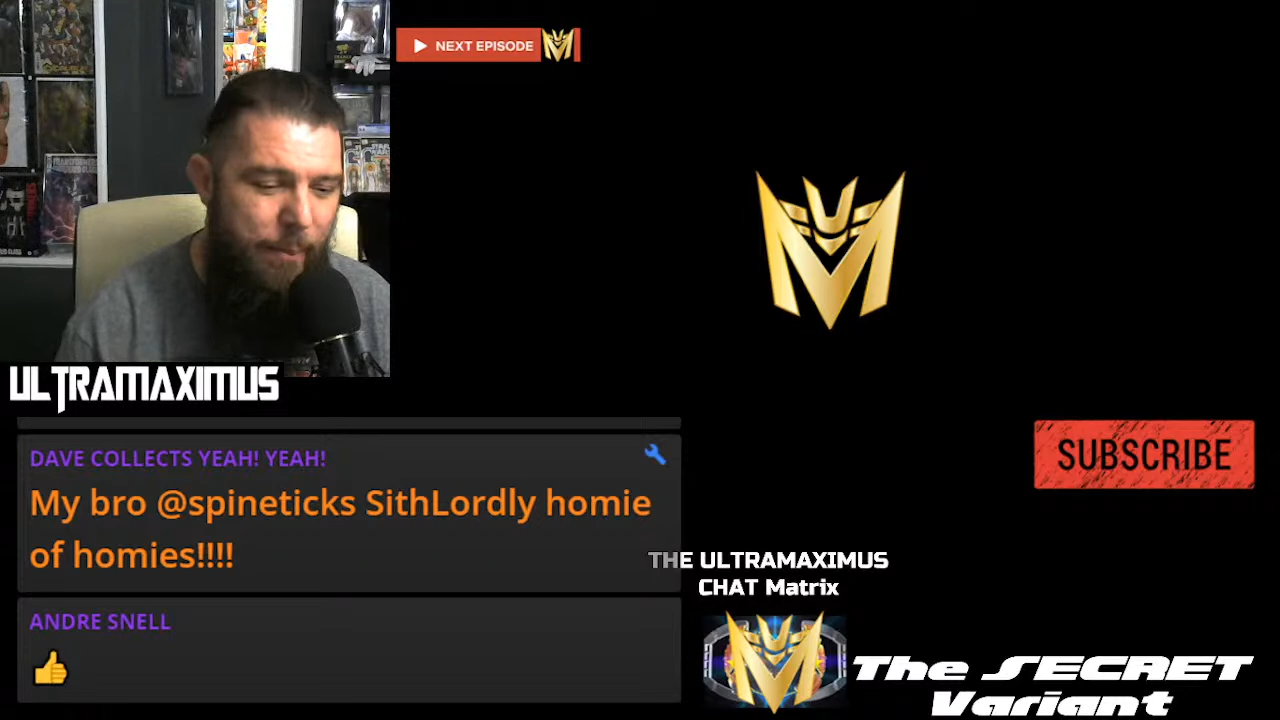 NEXT EPISODE
ULTRAMAXIMUS
DAVE COLLECTS YEAH! YEAH!
My bro @spineticks SithLordly homie
of homies!!!!
ANDRE SNELL
SUBSCRIBE
THE ULTRAMAXIMUS
CHAT Matrix
The SECRET
Variant